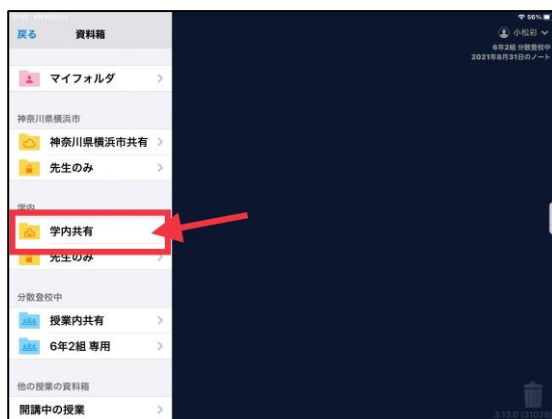 56%
戻る
資料箱
小松彩
6年2組 分散登校中
2021年8月31日のノート
マイフォルダ
神奈川県横浜市
神奈川県横浜市共有
先生のみ
学内
学内共有
先生のみ
分散登校中
授業内共有
6年2組 専用
他の授業の資料箱
開講中の授業
3.13.0 (31026)